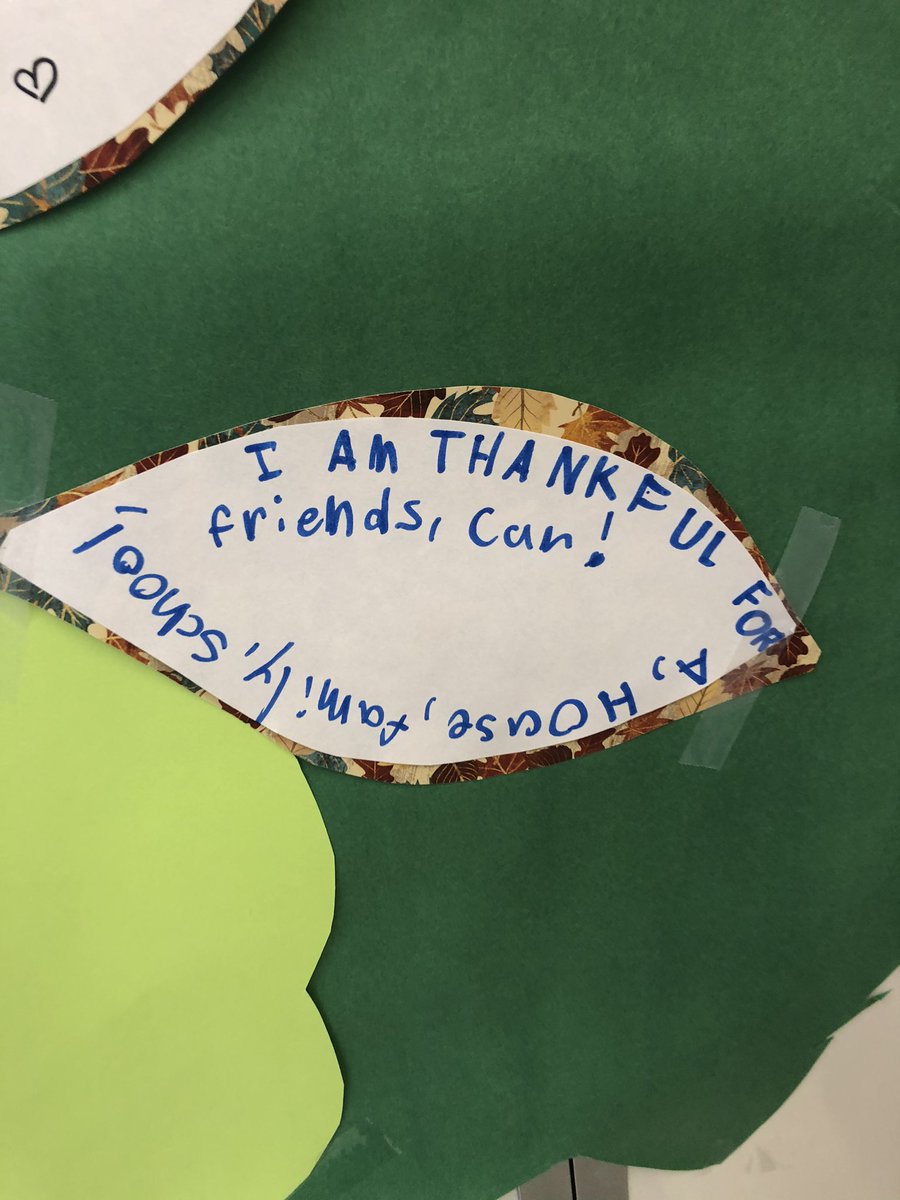 I AM THANKFUL FOR
A, HOuse, family, school,
friends, Can!